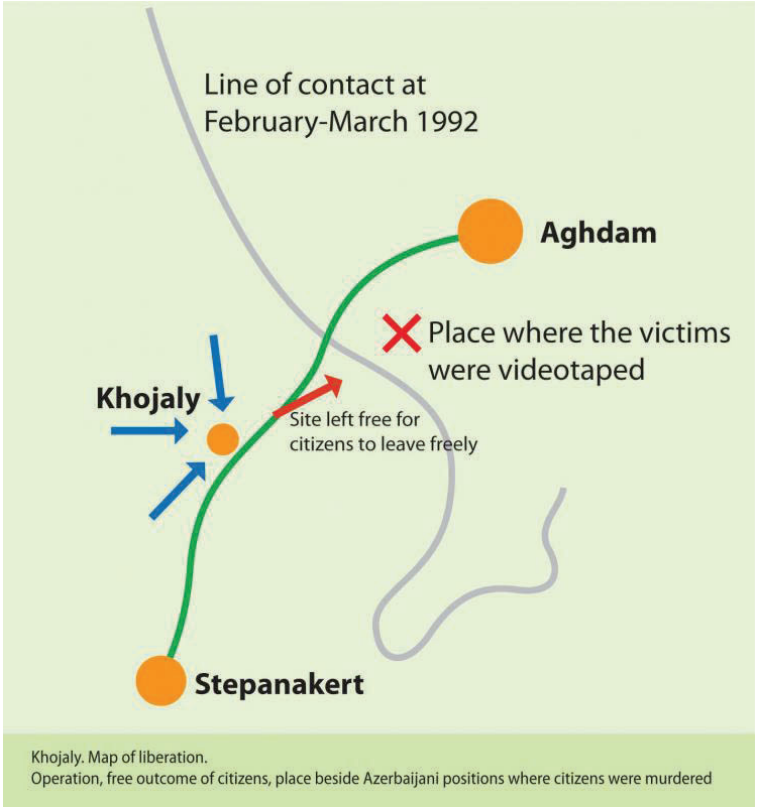 Line of contact at
February-March 1992
Aghdam
Place where the victims
were videotaped
Khojaly
Site left free for
citizens to leave freely
Stepanakert
Khojaly. Map of liberation.
Operation, free outcome of citizens, place beside Azerbaijani positions where citizens were murdered